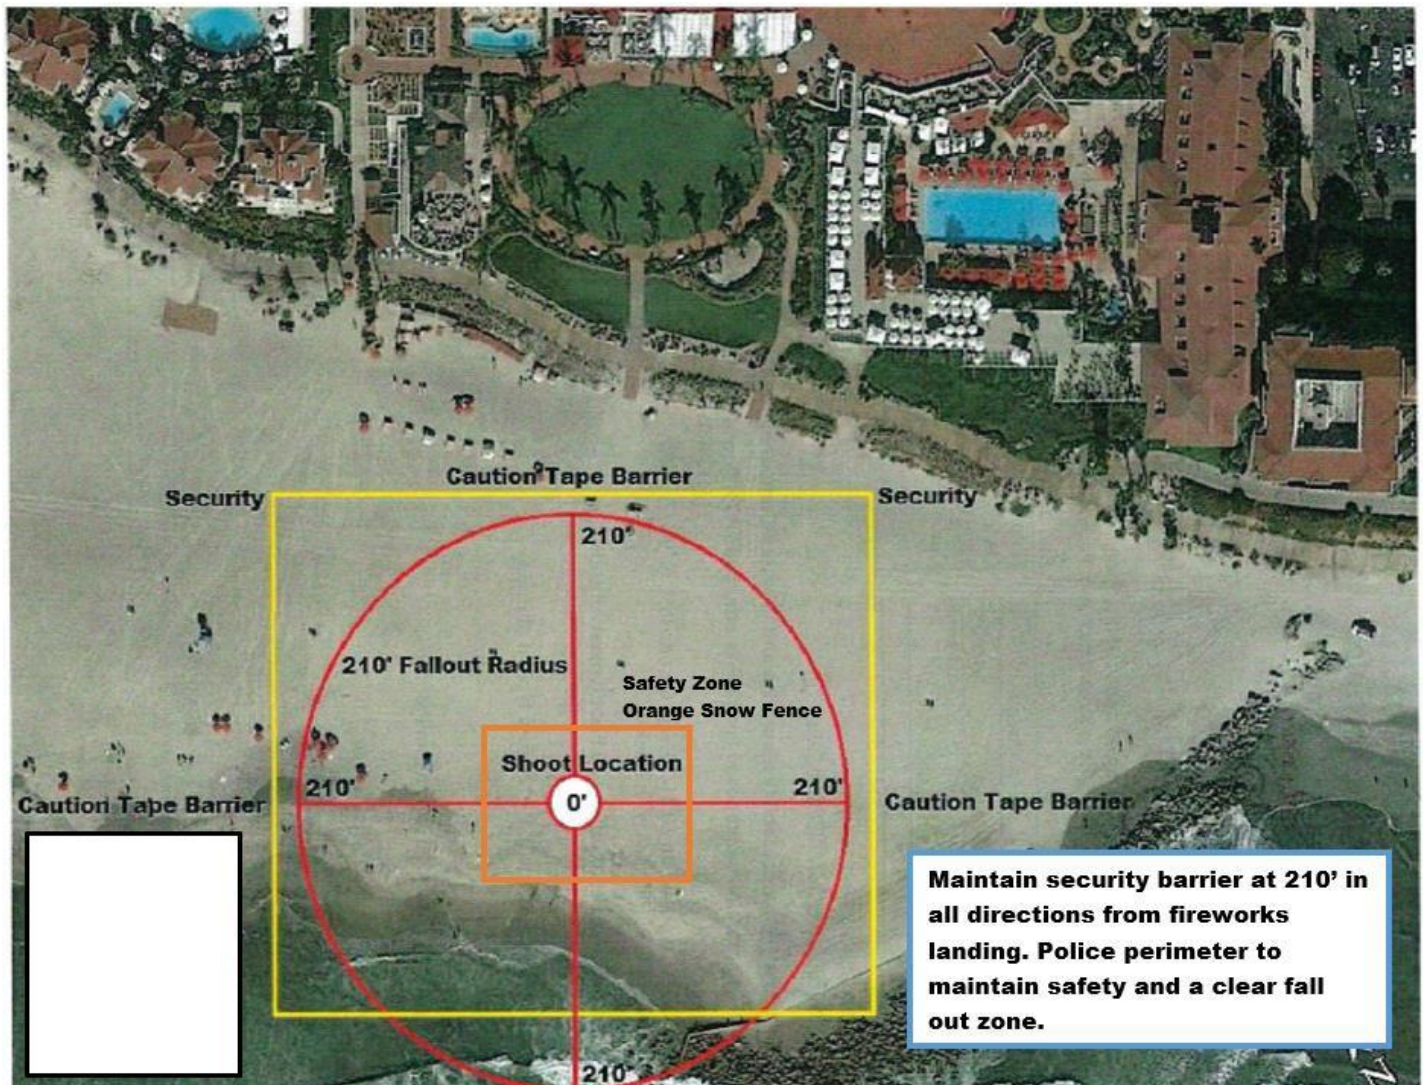 Caution Tape Barrier
Security
Security
210'
210' Fallout Radius
Safety Zone
Orange Snow Fence
Shoot Location
210'
0'
210'
Caution Tape Barrier
Caution Tape Barrier
Maintain security barrier at 210’ in
all directions from fireworks
landing. Police perimeter to
maintain safety and a clear fall
out zone.
210'